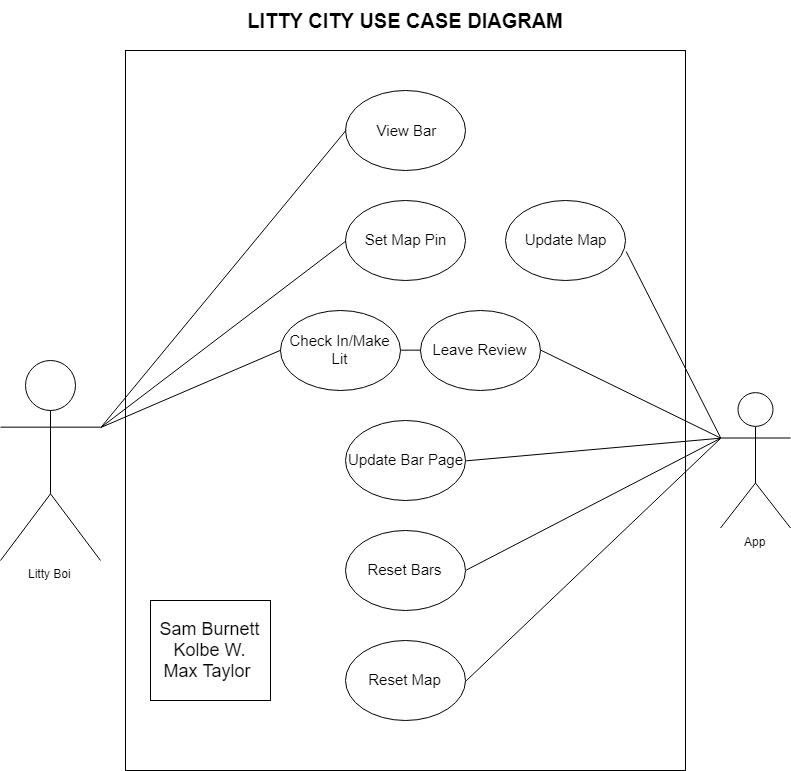 LITTY CITY USE CASE DIAGRAM
View Bar
Set Map Pin
Update Map
Check In/Make
Lit
Leave Review
Update Bar Page
Reset Bars
App
Litty Boi
Sam Burnett
Kolbe W.
Max Taylor
Reset Map